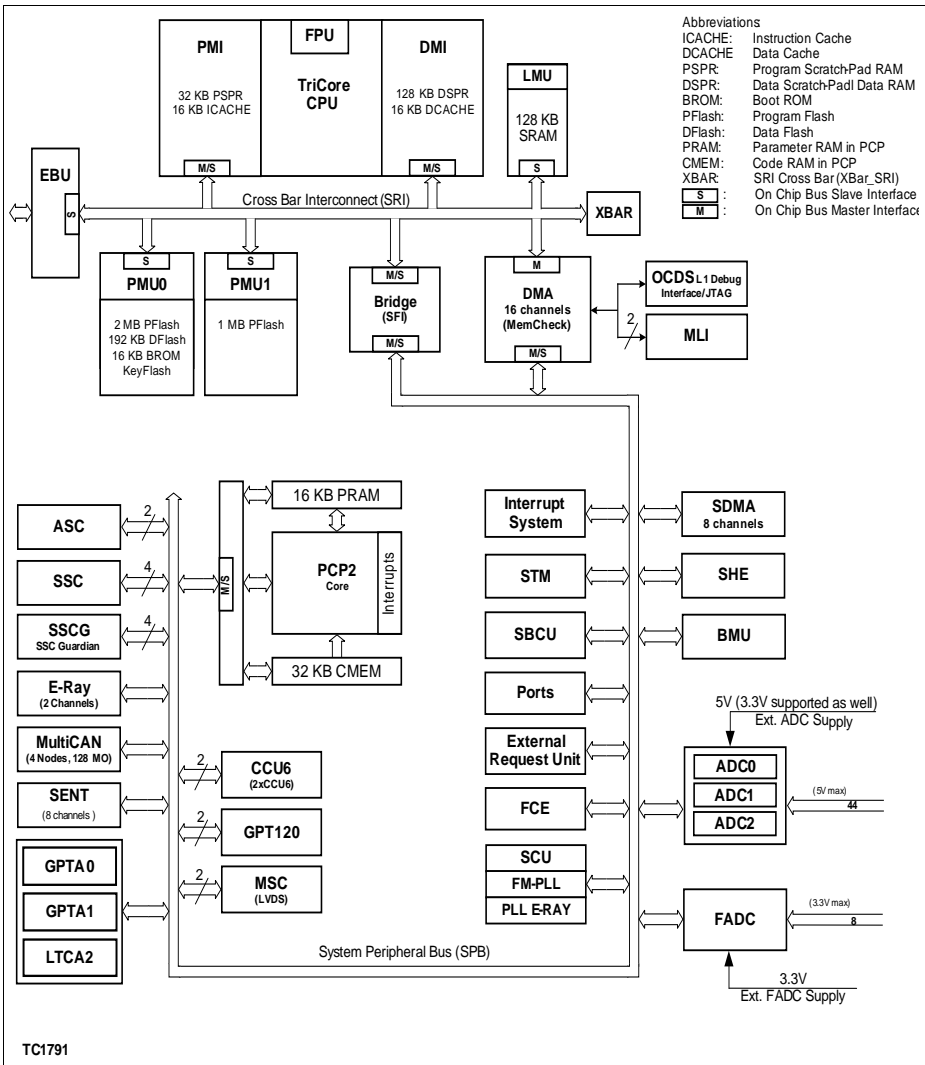 PMI
32 KB PSPR
16 KB ICACHE
M/S
FPU
TriCore
CPU
DMI
128 KB DSPR
16 KB DCACHE
M/S
LMU
128 KB
SRAM
S
Abbreviations:
ICACHE: Instruction Cache
DCACHE Data Cache
PSPR: Program Scratch-Pad RAM
DSPR: Data Scratch-Padl Data RAM
BROM: Boot ROM
PFlash: Program Flash
DFlash: Data Flash
PRAM: Parameter RAM in PCP
CMEM: Code RAM in PCP
XBAR: SRI Cross Bar (XBar_SRI)
S : On Chip Bus Slave Interface
M : On Chip Bus Master Interface
EBU
S
Cross Bar Interconnect (SRI)
XBAR
S
PMU0
2 MB PFlash
192 KB DFlash
16 KB BROM
KeyFlash
S
PMU1
1 MB PFlash
M/S
Bridge
(SFI)
M/S
M
DMA
16 channels
(MemCheck)
M/S
OCDS L1 Debug
Interface/JTAG
2
MLI
ASC
2
SSC
4
SSCG
SSC Guardian
4
E-Ray
(2 Channels)
MultiCAN
(4 Nodes, 128 MO)
SENT
(8 channels )
GPTA0
GPTA1
LTCA2
M/S
16 KB PRAM
PCP2
Core
Interrupts
32 KB CMEM
2
CCU6
(2xCCU6)
2
GPT120
2
MSC
(LVDS)
System Peripheral Bus (SPB)
Interrupt
System
STM
SBCU
Ports
External
Request Unit
FCE
SCU
FM-PLL
PLL E-RAY
SDMA
8 channels
SHE
BMU
5V (3.3V supported as well)
Ext. ADC Supply
ADC0
ADC1
ADC2
(5V max)
44
FADC
(3.3V max)
8
3.3V
Ext. FADC Supply
TC1791